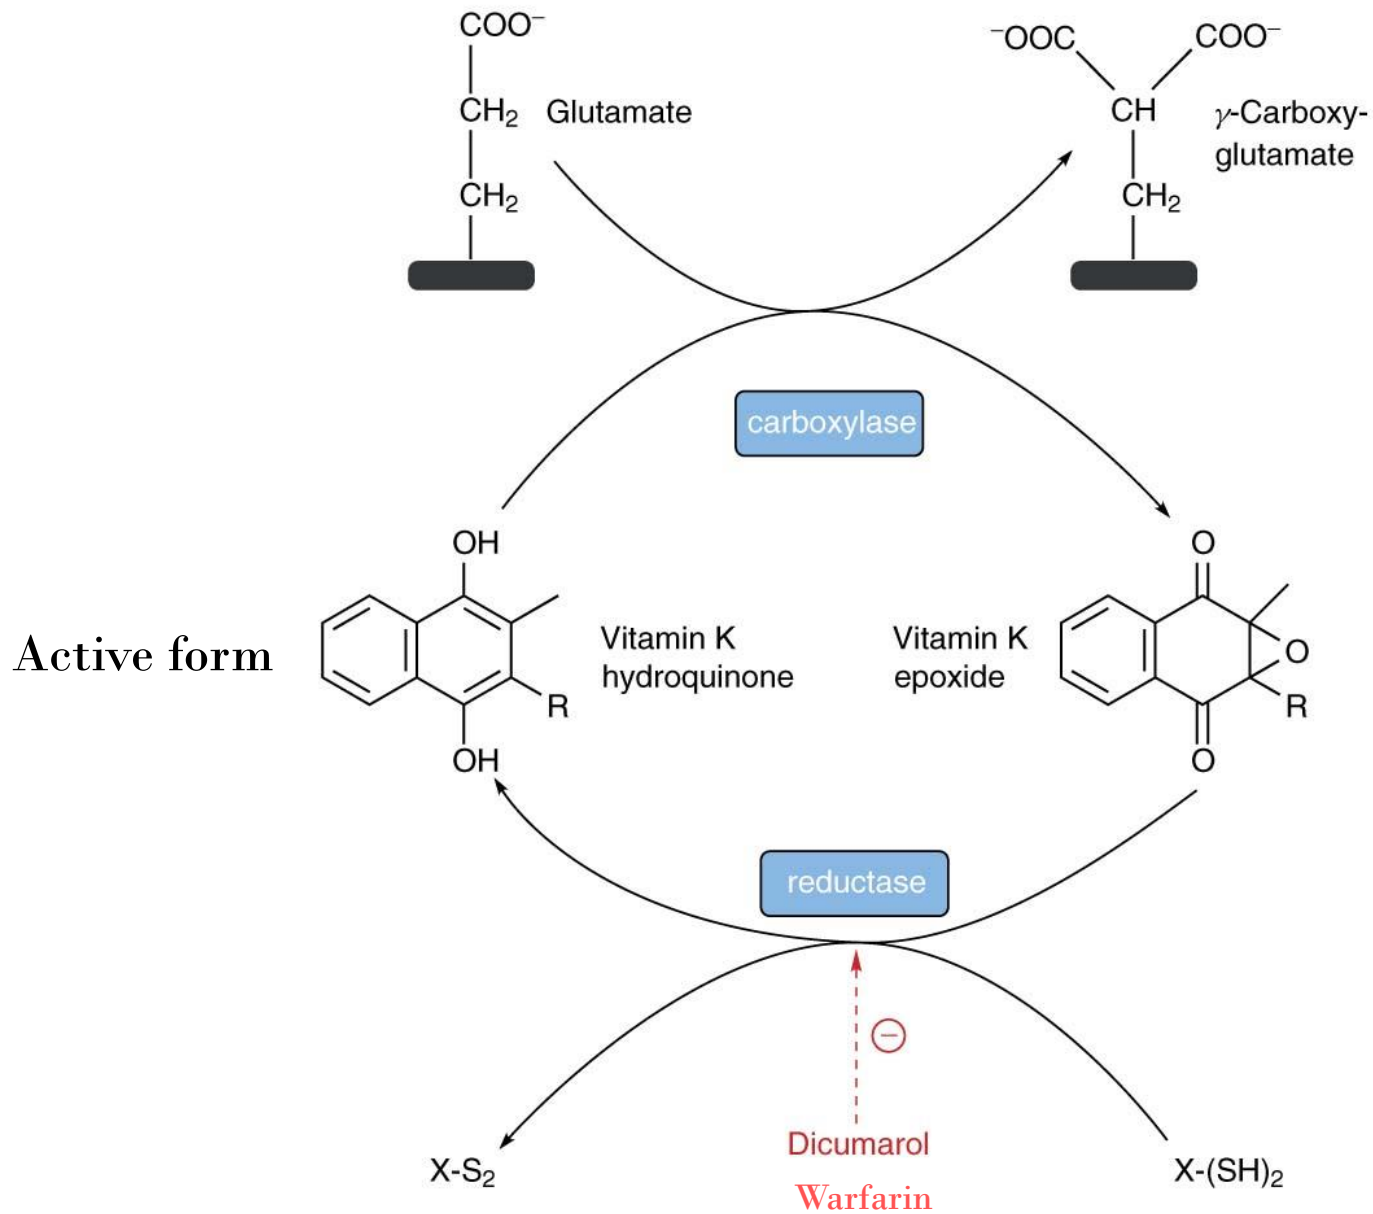 COO⁻
⁻OOC
COO⁻
CH₂
Glutamate
CH
γ-Carboxy-
glutamate
CH₂
CH₂
carboxylase
OH
O
Active form
Vitamin K
hydroquinone
Vitamin K
epoxide
O
R
R
OH
O
reductase
−
Dicumarol
X-S₂
X-(SH)₂
Warfarin